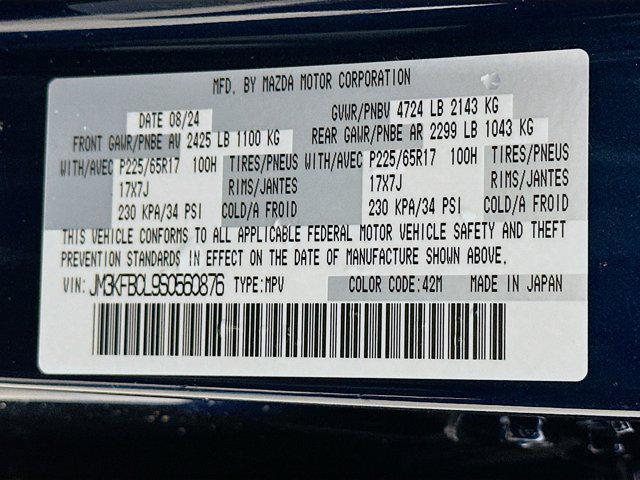 MFD. BY MAZDA MOTOR CORPORATION
DATE 08/24 GVWR/PNBV 4724 LB 2143 KG
FRONT GAWR/PNBE AV 2425 LB 1100 KG REAR GAWR/PNBE AR 2299 LB 1043 KG
WITH/AVEC P225/65R17 100H TIRES/PNEUS WITH/AVEC P225/65R17 100H TIRES/PNEUS
17X7J RIMS/JANTES 17X7J RIMS/JANTES
230 KPA/34 PSI COLD/A FROID 230 KPA/34 PSI COLD/A FROID
THIS VEHICLE CONFORMS TO ALL APPLICABLE FEDERAL MOTOR VEHICLE SAFETY AND THEFT
PREVENTION STANDARDS IN EFFECT ON THE DATE OF MANUFACTURE SHOWN ABOVE.
VIN: JM3KFBCL9S0560876 TYPE:MPV COLOR CODE:42M MADE IN JAPAN